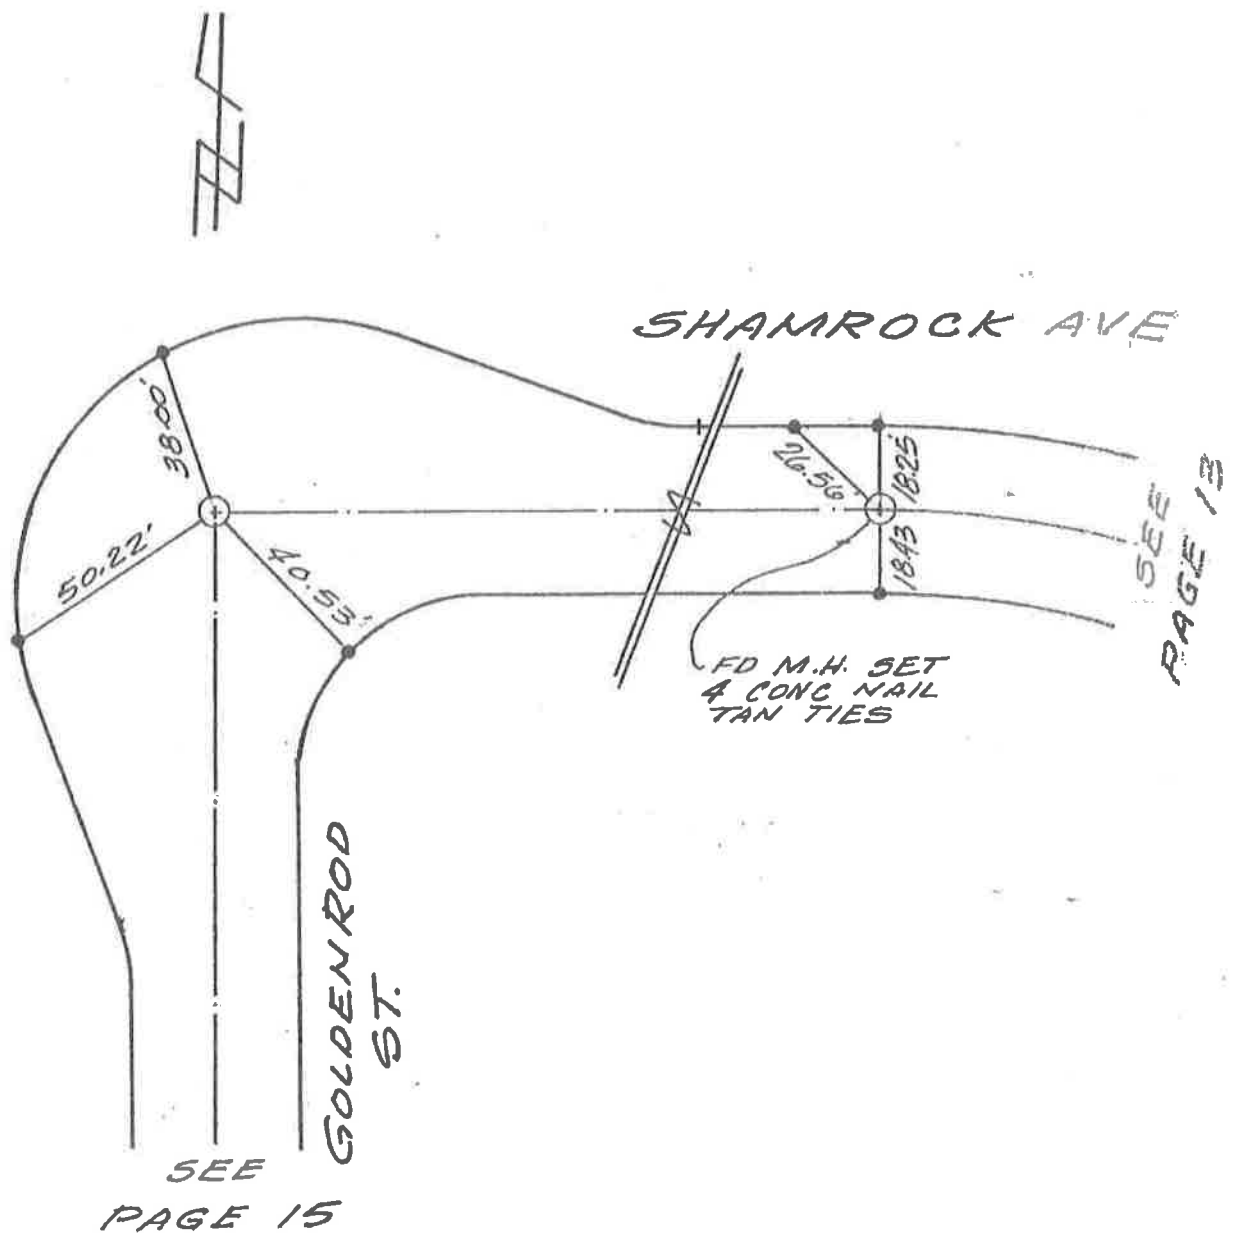 SHAMROCK AVE
38.00'
50.22'
40.53'
26.56
18.25
18.43
SEE
PAGE 13
FD M.H. SET
4 CONC NAIL
TAN TIES
GOLDENROD
ST.
SEE
PAGE 15